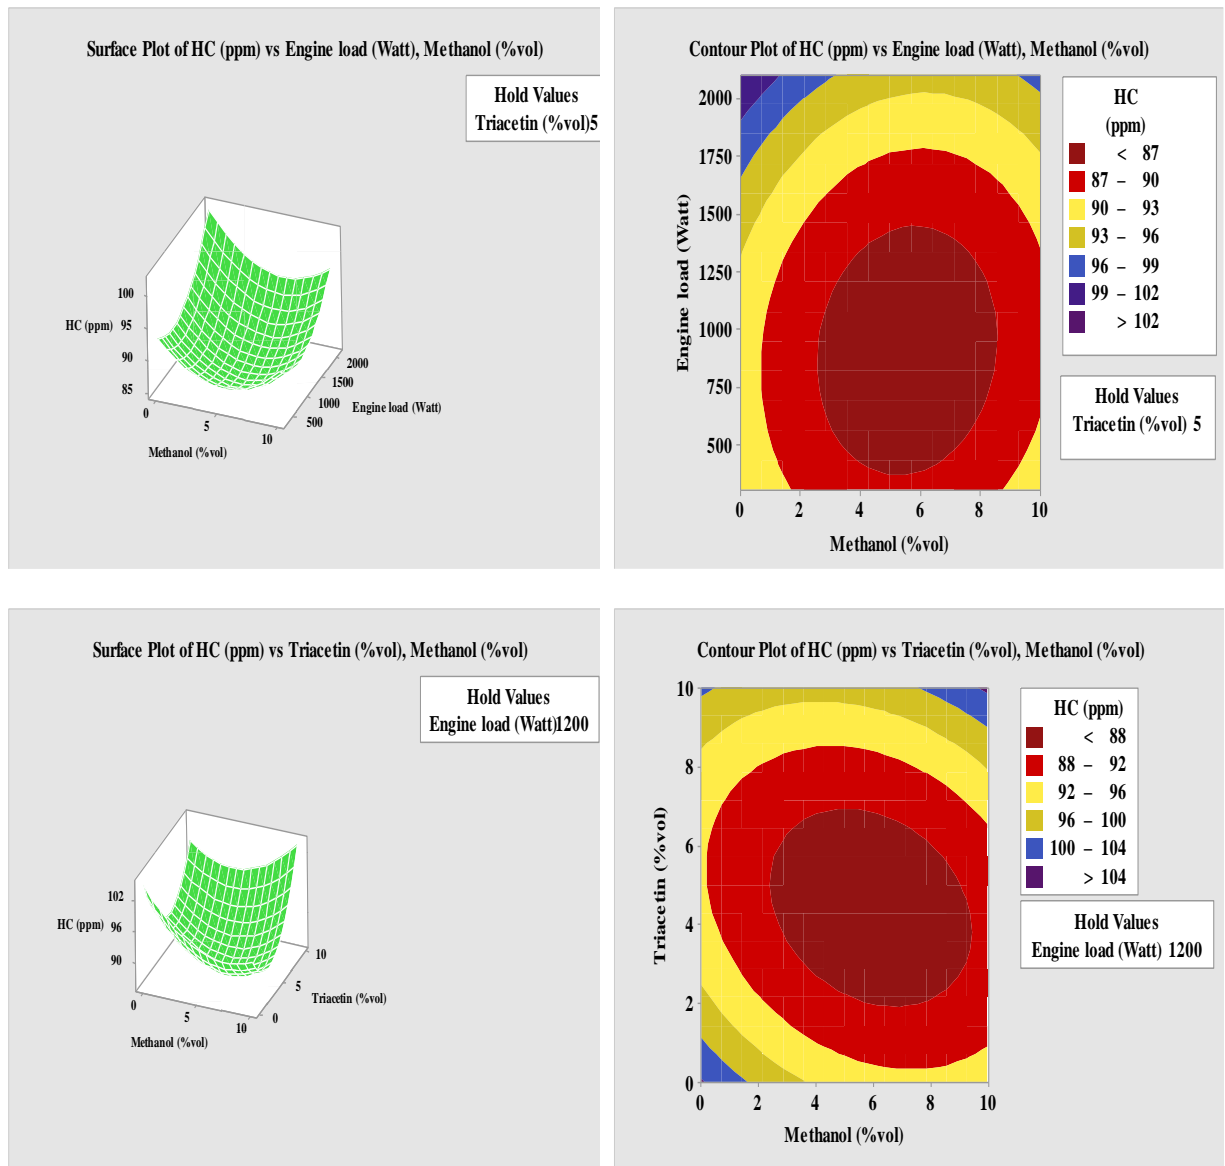 Surface Plot of HC (ppm) vs Engine load (Watt), Methanol (%vol)
Hold Values
Triacetin (%vol)5
100
95
90
85
HC (ppm)
0
5
10
Methanol (%vol)
500
1000
1500
2000
Engine load (Watt)
Contour Plot of HC (ppm) vs Engine load (Watt), Methanol (%vol)
2000
1750
1500
1250
1000
750
500
Engine load (Watt)
0 2 4 6 8 10
Methanol (%vol)
HC
(ppm)
< 87
87 – 90
90 – 93
93 – 96
96 – 99
99 – 102
> 102
Hold Values
Triacetin (%vol) 5
Surface Plot of HC (ppm) vs Triacetin (%vol), Methanol (%vol)
Hold Values
Engine load (Watt)1200
102
96
90
HC (ppm)
0
5
10
Methanol (%vol)
0
5
10
Triacetin (%vol)
Contour Plot of HC (ppm) vs Triacetin (%vol), Methanol (%vol)
10
8
6
4
2
0
Triacetin (%vol)
0 2 4 6 8 10
Methanol (%vol)
HC (ppm)
< 88
88 – 92
92 – 96
96 – 100
100 – 104
> 104
Hold Values
Engine load (Watt) 1200